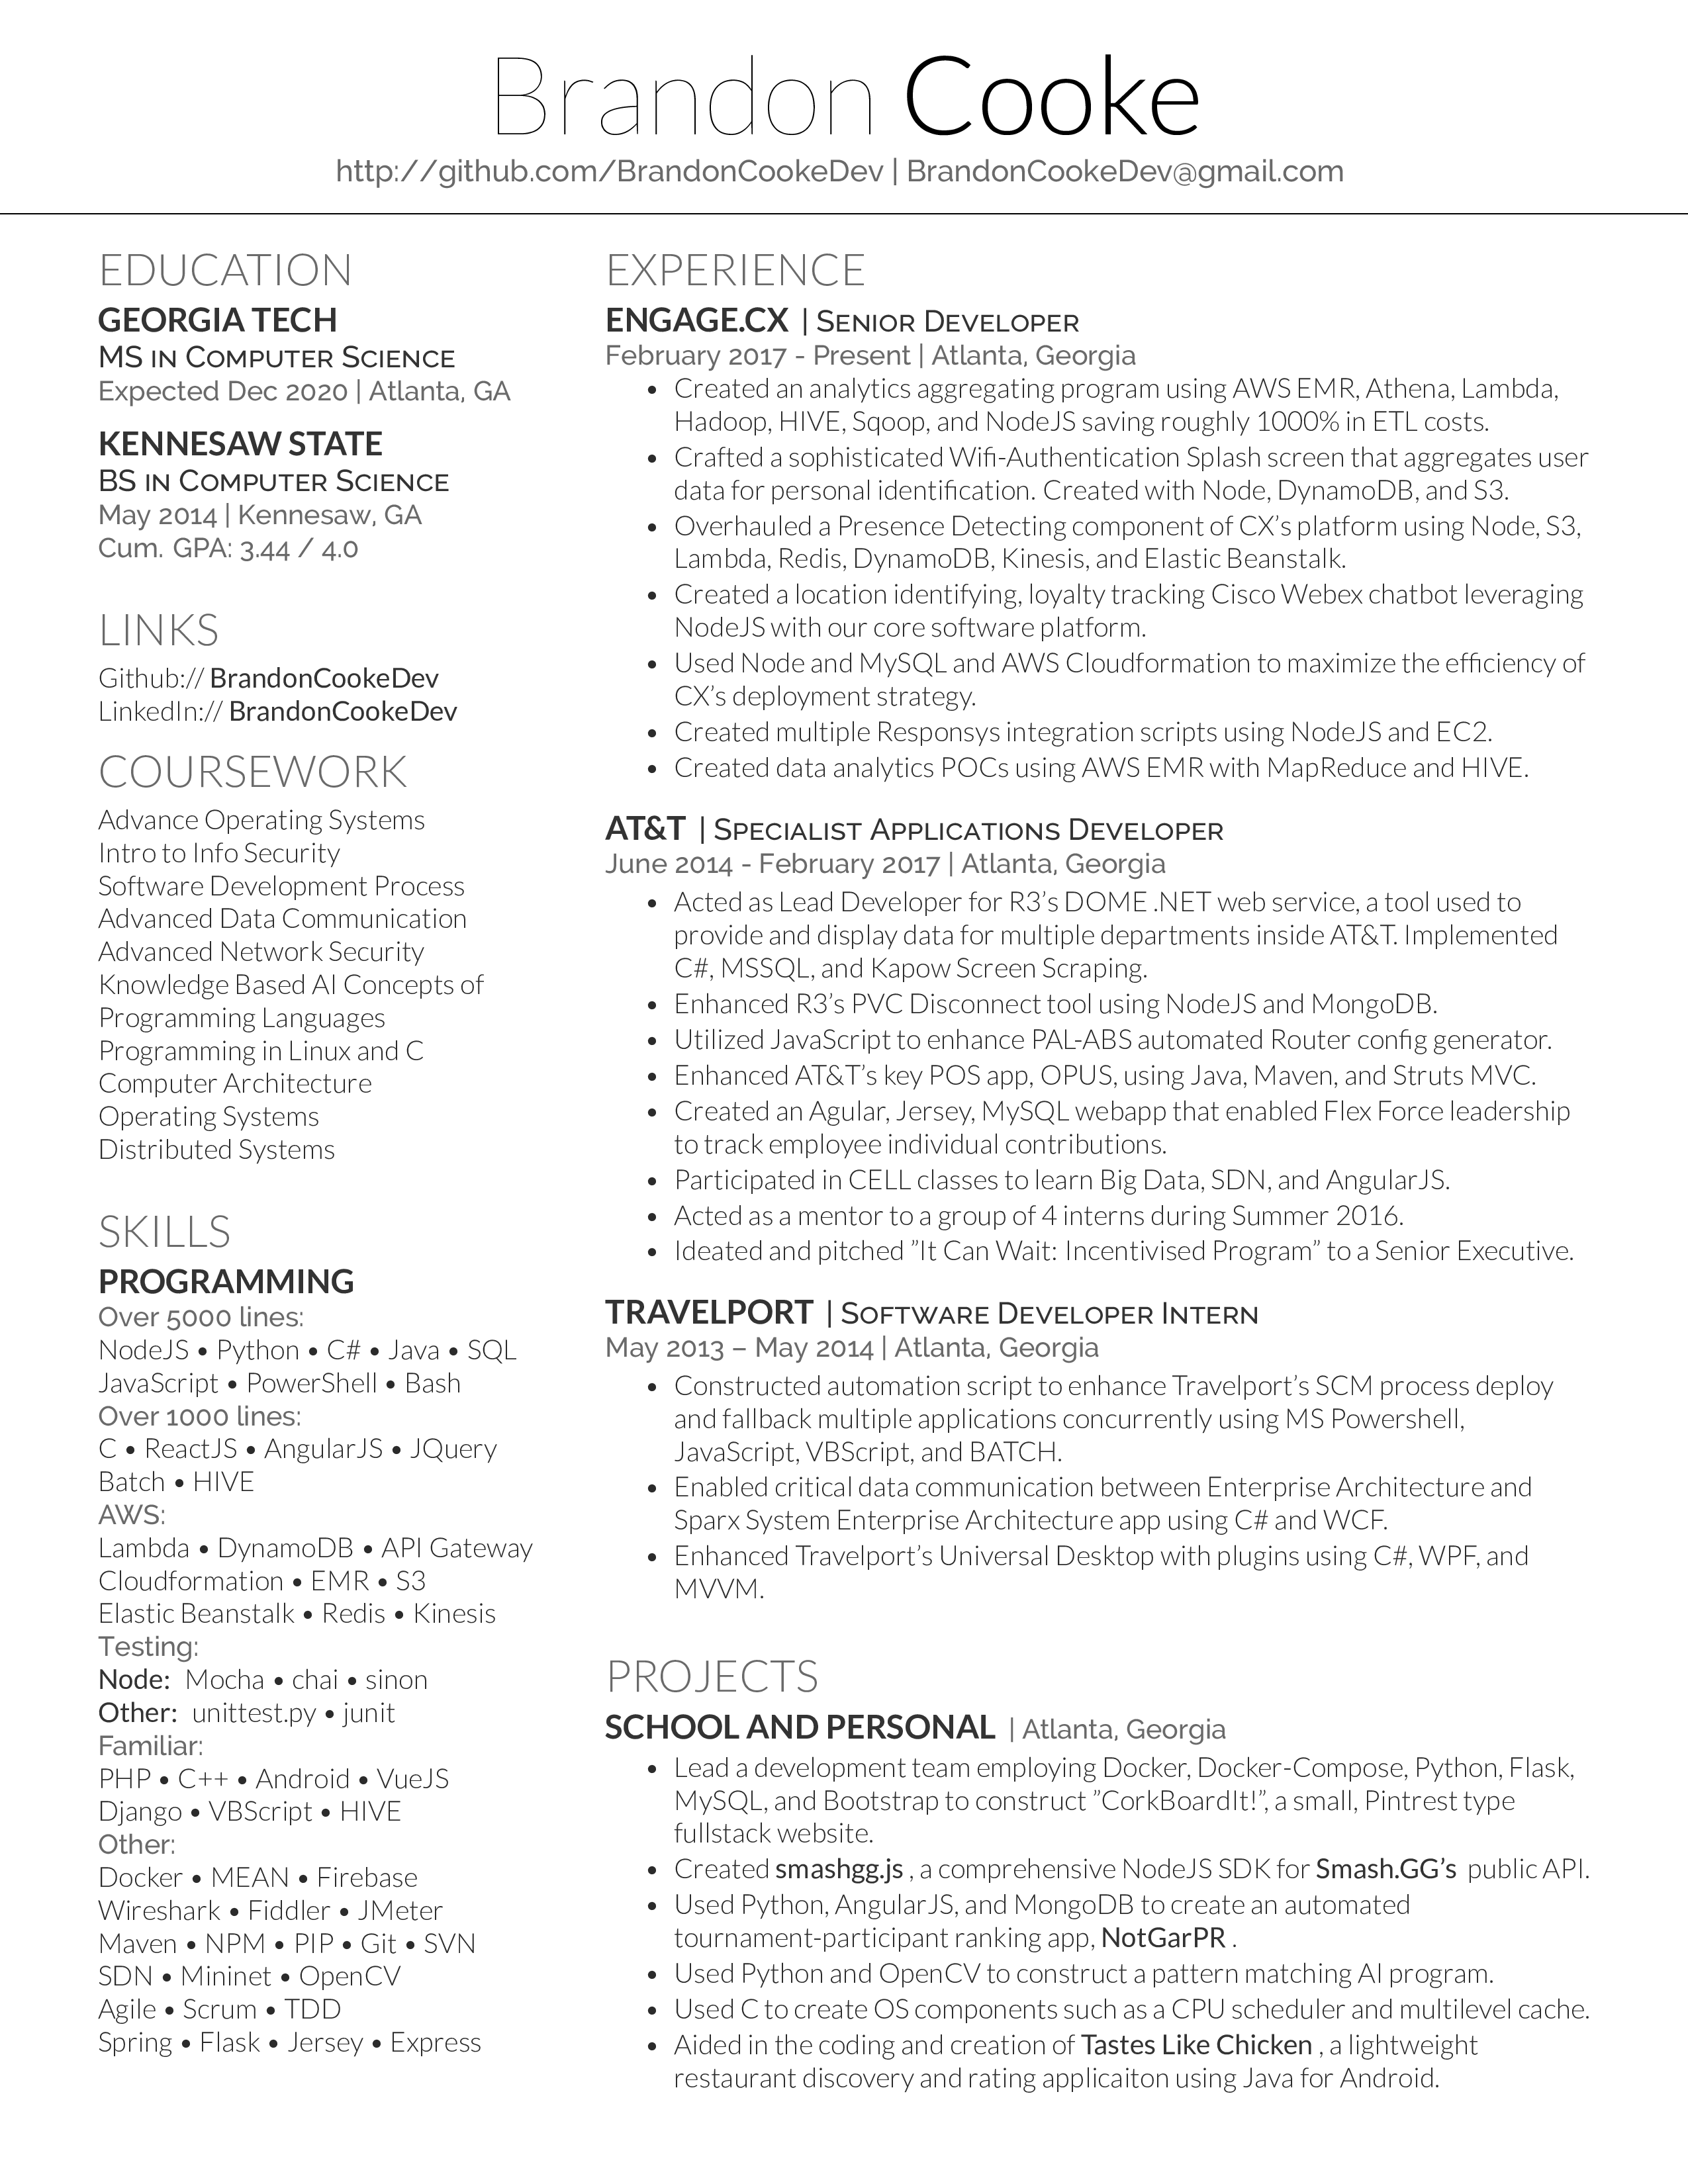 Brandon Cooke
http://github.com/BrandonCookeDev | BrandonCookeDev@gmail.com
EDUCATION
GEORGIA TECH
MS in Computer Science
Expected Dec 2020 | Atlanta, GA
KENNESAW STATE
BS in Computer Science
May 2014 | Kennesaw, GA
Cum. GPA: 3.44 / 4.0
LINKS
Github:// BrandonCookeDev
LinkedIn:// BrandonCookeDev
COURSEWORK
Advance Operating Systems
Intro to Info Security
Software Development Process
Advanced Data Communication
Advanced Network Security
Knowledge Based AI Concepts of
Programming Languages
Programming in Linux and C
Computer Architecture
Operating Systems
Distributed Systems
SKILLS
PROGRAMMING
Over 5000 lines:
NodeJS • Python • C# • Java • SQL
JavaScript • PowerShell • Bash
Over 1000 lines:
C • ReactJS • AngularJS • JQuery
Batch • HIVE
AWS:
Lambda • DynamoDB • API Gateway
Cloudformation • EMR • S3
Elastic Beanstalk • Redis • Kinesis
Testing:
Node: Mocha • chai • sinon
Other: unittest.py • junit
Familiar:
PHP • C++ • Android • VueJS
Django • VBScript • HIVE
Other:
Docker • MEAN • Firebase
Wireshark • Fiddler • JMeter
Maven • NPM • PIP • Git • SVN
SDN • Mininet • OpenCV
Agile • Scrum • TDD
Spring • Flask • Jersey • Express
EXPERIENCE
ENGAGE.CX | Senior Developer
February 2017 - Present | Atlanta, Georgia
• Created an analytics aggregating program using AWS EMR, Athena, Lambda,
Hadoop, HIVE, Sqoop, and NodeJS saving roughly 1000% in ETL costs.
• Crafted a sophisticated Wifi-Authentication Splash screen that aggregates user
data for personal identification. Created with Node, DynamoDB, and S3.
• Overhauled a Presence Detecting component of CX’s platform using Node, S3,
Lambda, Redis, DynamoDB, Kinesis, and Elastic Beanstalk.
• Created a location identifying, loyalty tracking Cisco Webex chatbot leveraging
NodeJS with our core software platform.
• Used Node and MySQL and AWS Cloudformation to maximize the efficiency of
CX’s deployment strategy.
• Created multiple Responsys integration scripts using NodeJS and EC2.
• Created data analytics POCs using AWS EMR with MapReduce and HIVE.
AT&T | Specialist Applications Developer
June 2014 - February 2017 | Atlanta, Georgia
• Acted as Lead Developer for R3’s DOME .NET web service, a tool used to
provide and display data for multiple departments inside AT&T. Implemented
C#, MSSQL, and Kapow Screen Scraping.
• Enhanced R3’s PVC Disconnect tool using NodeJS and MongoDB.
• Utilized JavaScript to enhance PAL-ABS automated Router config generator.
• Enhanced AT&T’s key POS app, OPUS, using Java, Maven, and Struts MVC.
• Created an Agular, Jersey, MySQL webapp that enabled Flex Force leadership
to track employee individual contributions.
• Participated in CELL classes to learn Big Data, SDN, and AngularJS.
• Acted as a mentor to a group of 4 interns during Summer 2016.
• Ideated and pitched ”It Can Wait: Incentivised Program” to a Senior Executive.
TRAVELPORT | Software Developer Intern
May 2013 – May 2014 | Atlanta, Georgia
• Constructed automation script to enhance Travelport’s SCM process deploy
and fallback multiple applications concurrently using MS Powershell,
JavaScript, VBScript, and BATCH.
• Enabled critical data communication between Enterprise Architecture and
Sparx System Enterprise Architecture app using C# and WCF.
• Enhanced Travelport’s Universal Desktop with plugins using C#, WPF, and
MVVM.
PROJECTS
SCHOOL AND PERSONAL | Atlanta, Georgia
• Lead a development team employing Docker, Docker-Compose, Python, Flask,
MySQL, and Bootstrap to construct ”CorkBoardIt!”, a small, Pintrest type
fullstack website.
• Created smashgg.js , a comprehensive NodeJS SDK for Smash.GG’s public API.
• Used Python, AngularJS, and MongoDB to create an automated
tournament-participant ranking app, NotGarPR .
• Used Python and OpenCV to construct a pattern matching AI program.
• Used C to create OS components such as a CPU scheduler and multilevel cache.
• Aided in the coding and creation of Tastes Like Chicken , a lightweight
restaurant discovery and rating applicaiton using Java for Android.